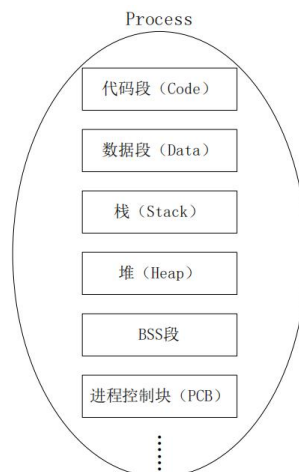 Process
代码段（Code）
数据段（Data）
栈（Stack）
堆（Heap）
BSS段
进程控制块（PCB）